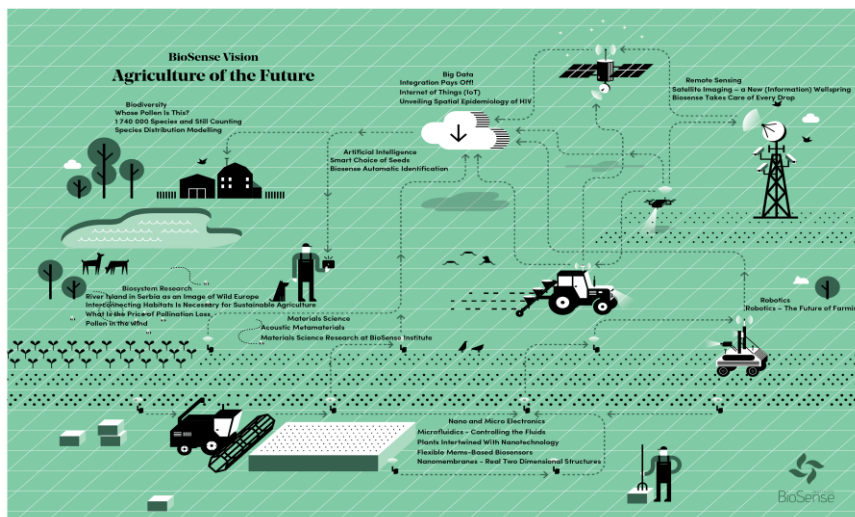 BioSense Vision
Agriculture of the Future
Big Data
Integration Pays Off!
Internet of Things (IoT)
Unveiling Spatial Epidemiology of HIV
Remote Sensing
Satellite Imaging – a New (Information) Wellspring
Biosense Takes Care of Every Drop
Biodiversity
Whose Pollen Is This?
1 740 000 Species and Still Counting
Species Distribution Modelling
Artificial Intelligence
Smart Choice of Seeds
Biosense Automatic Identification
Biosystem Research
River Island in Serbia as an Image of Wild Europe
Interconnecting Habitats Is Necessary for Sustainable Agriculture
What Is the Price of Pollination Loss
Pollen in the Wind
Materials Science
Acoustic Metamaterials
Materials Science Research at BioSense Institute
Robotics
Robotics – The Future of Farmin
Nano and Micro Electronics
Microfluidics – Controlling the Fluids
Plants Intertwined With Nanotechnology
Flexible Mems-Based Biosensors
Nanomembranes – Real Two Dimensional Structures
BioSense